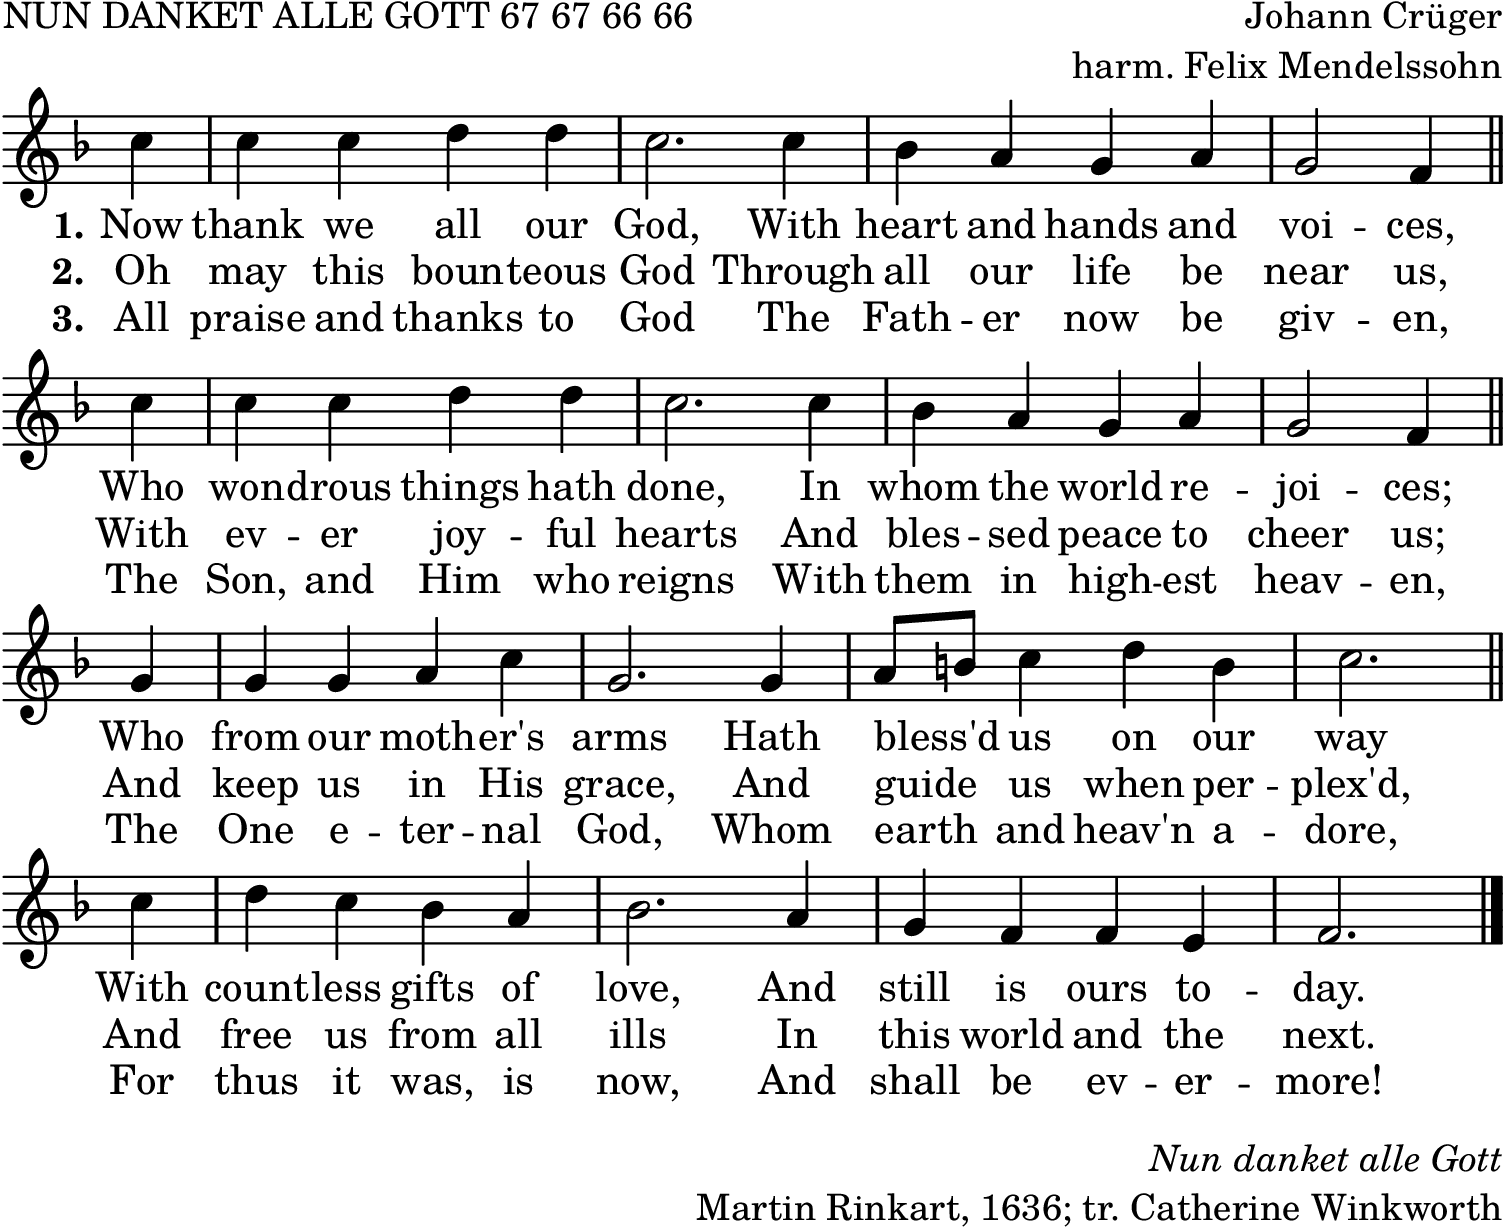 NUN DANKET ALLE GOTT 67 67 66 66
Johann Crüger
harm. Felix Mendelssohn
1. Now thank we all our God, With heart and hands and voi - ces,
2. Oh may this bounteous God Through all our life be near us,
3. All praise and thanks to God The Fath - er now be giv - en,
Who wondrous things hath done, In whom the world re - joi - ces;
With ev - er joy - ful hearts And bles - sed peace to cheer us;
The Son, and Him who reigns With them in high - est heav - en,
Who from our mother's arms Hath bless'd us on our way
And keep us in His grace, And guide us when per - plex'd,
The One e - ter - nal God, Whom earth and heav'n a - dore,
With countless gifts of love, And still is ours to - day.
And free us from all ills In this world and the next.
For thus it was, is now, And shall be ev - er - more!
Nun danket alle Gott
Martin Rinkart, 1636; tr. Catherine Winkworth